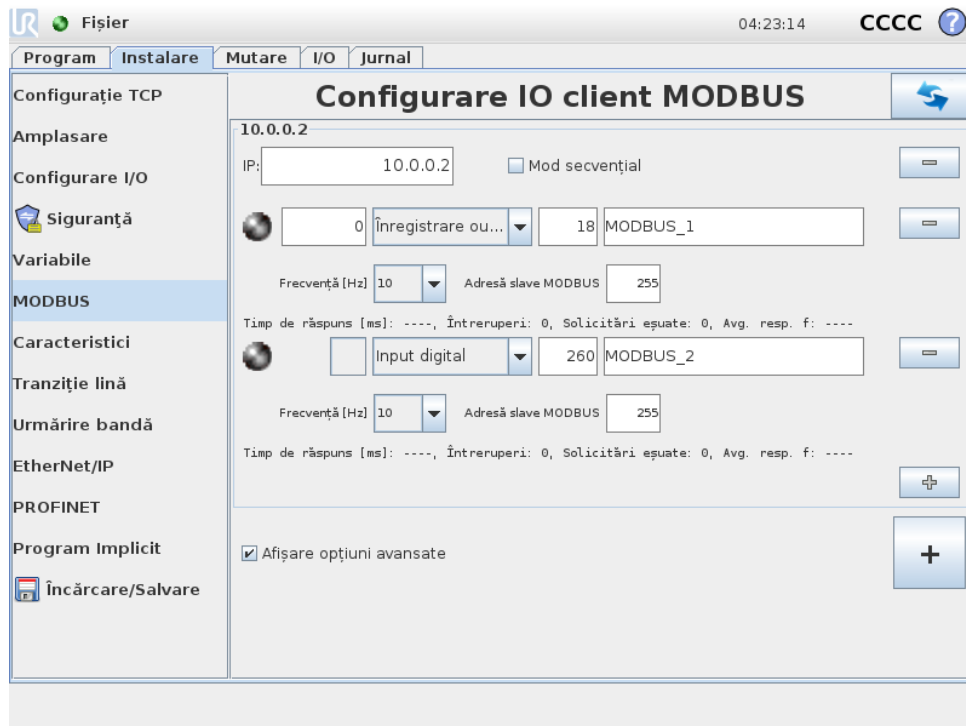 UR Fișier 04:23:14 CCCC ?
Program Instalare Mutare I/O Jurnal
Configurație TCP
Amplasare
Configurare I/O
Siguranță
Variabile
MODBUS
Caracteristici
Tranziție lină
Urmărire bandă
EtherNet/IP
PROFINET
Program Implicit
Încărcare/Salvare
Configurare IO client MODBUS
10.0.0.2
IP: 10.0.0.2 Mod secvențial
0 Înregistrare ou... 18 MODBUS_1
Frecvență [Hz] 10 Adresă slave MODBUS 255
Timp de răspuns [ms]: ----, Întreruperi: 0, Solicitări eșuate: 0, Avg. resp. f: ----
Input digital 260 MODBUS_2
Frecvență [Hz] 10 Adresă slave MODBUS 255
Timp de răspuns [ms]: ----, Întreruperi: 0, Solicitări eșuate: 0, Avg. resp. f: ----
Afișare opțiuni avansate